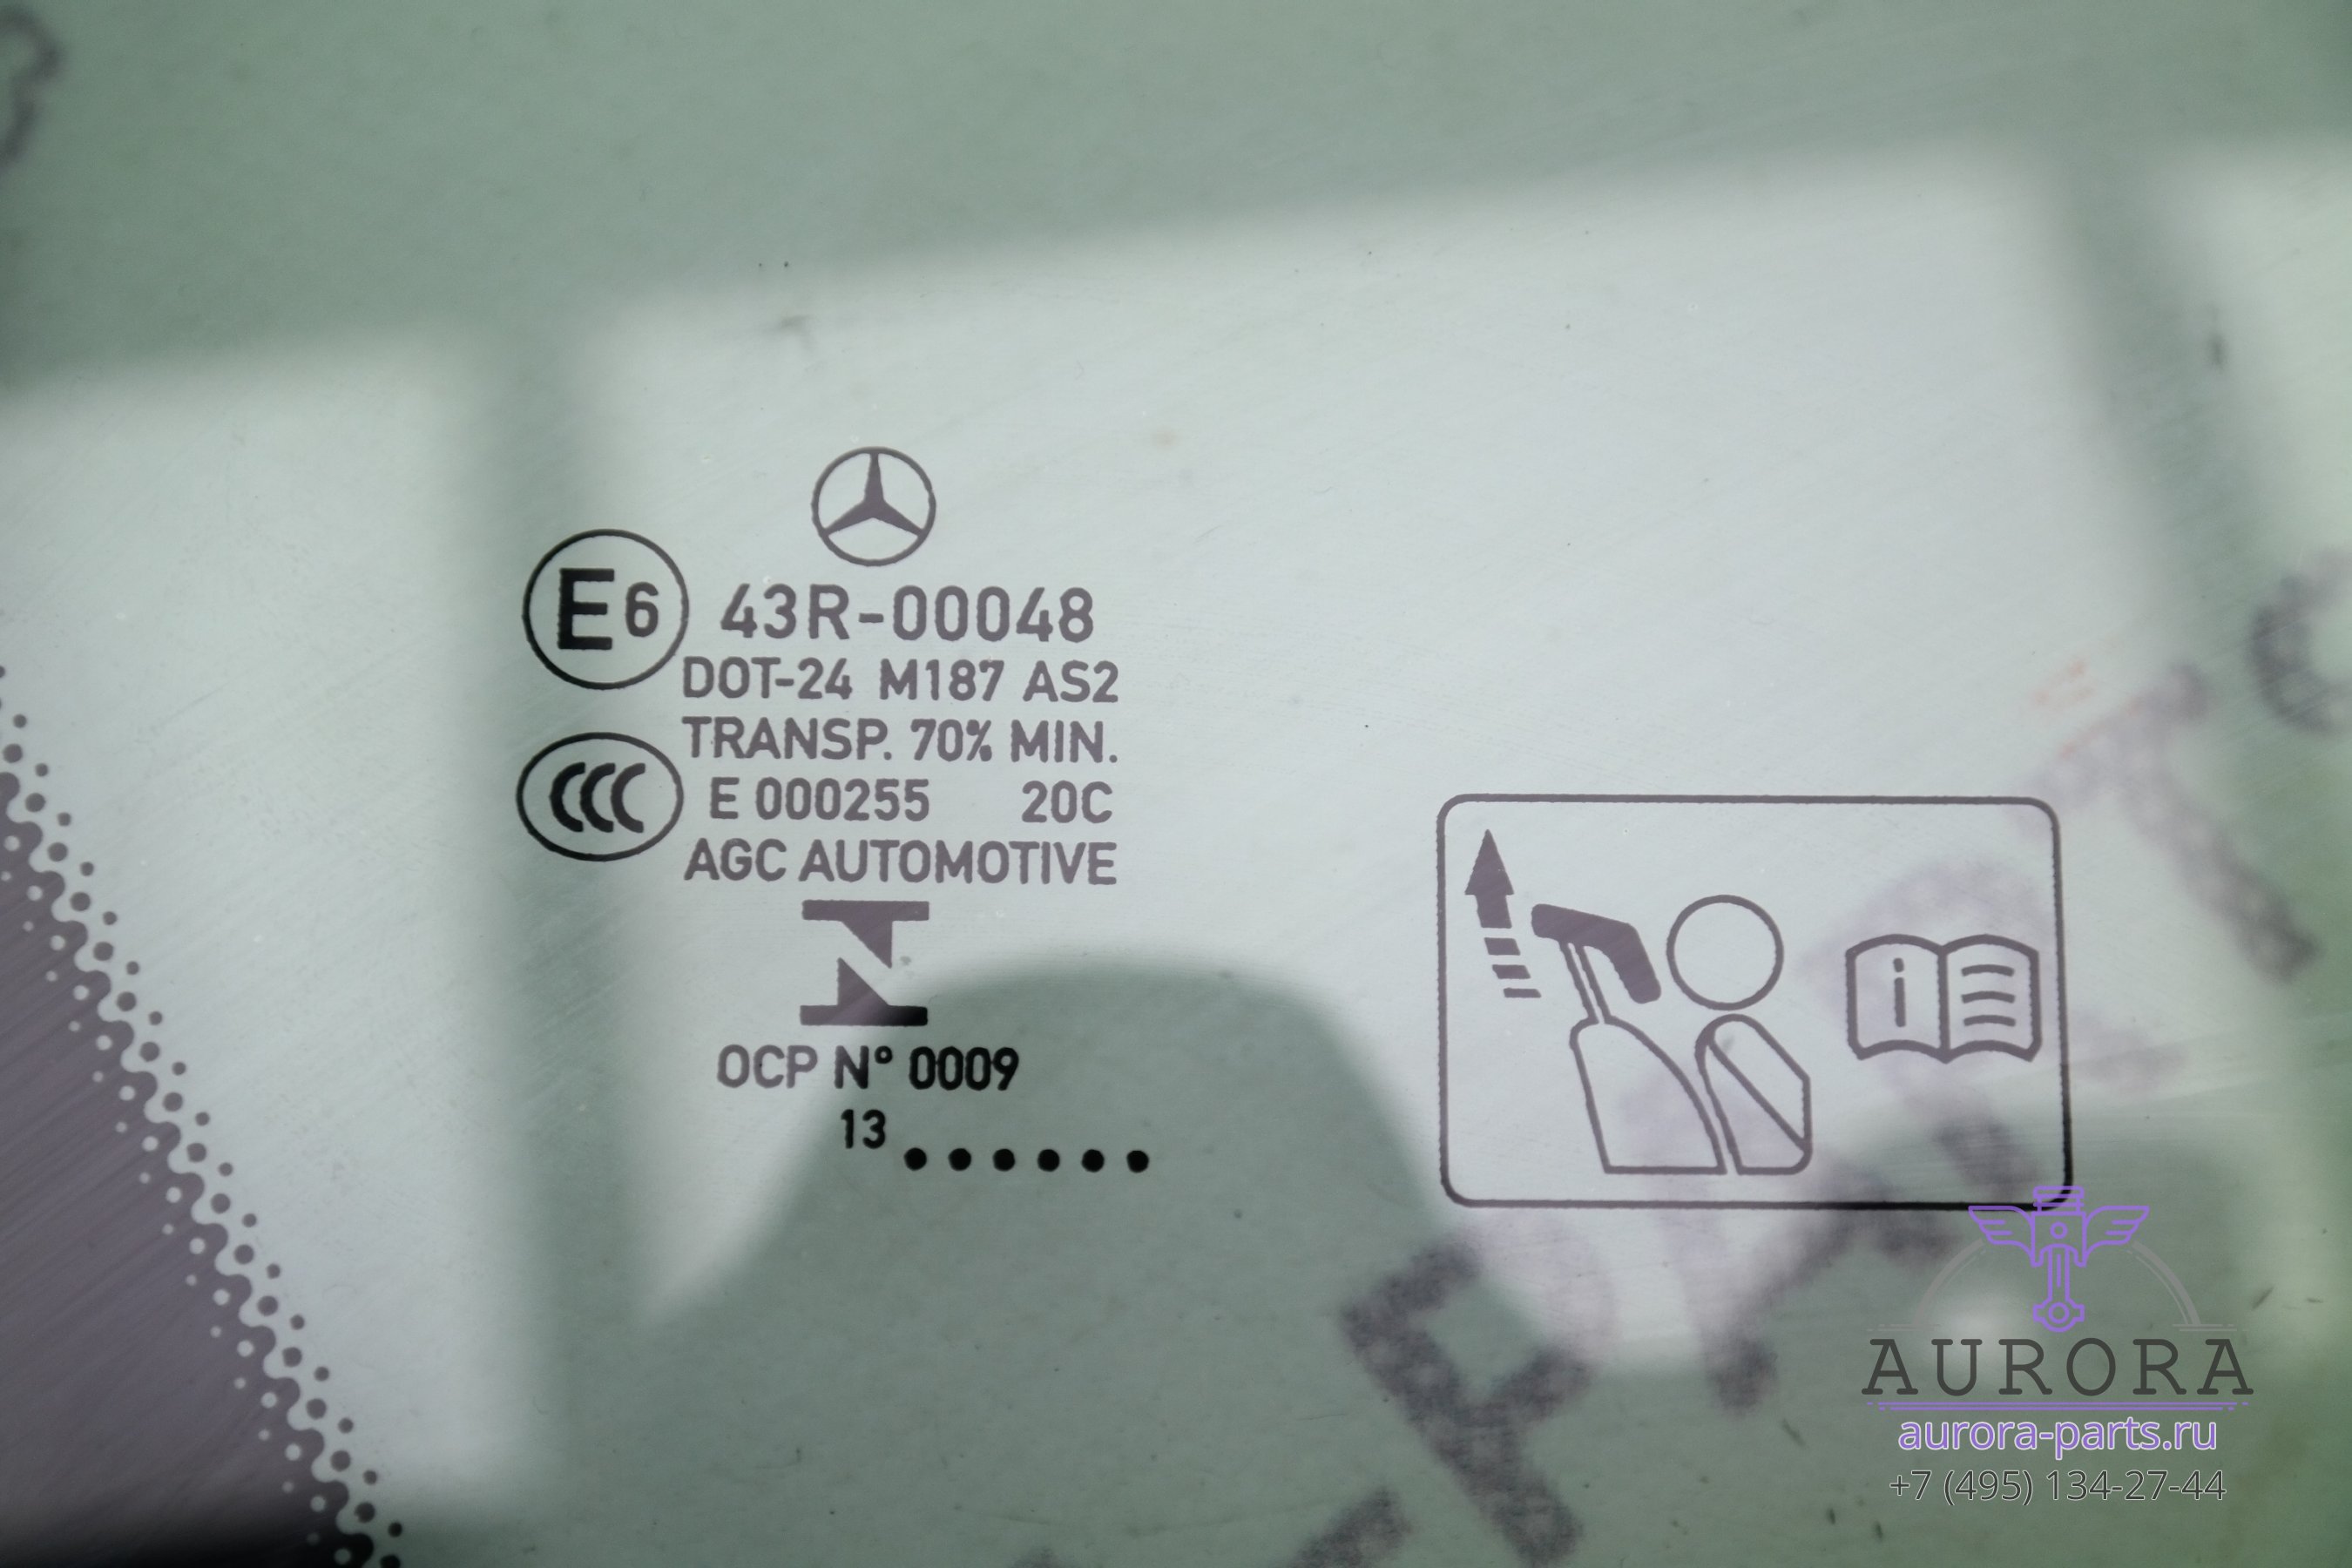 E6 43R-00048
DOT-24 M187 AS2
TRANSP. 70% MIN.
CCC E 000255 20C
AGC AUTOMOTIVE
OCP N° 0009
13 ......
i
AURORA
aurora-parts.ru
+7 (495) 134-27-44